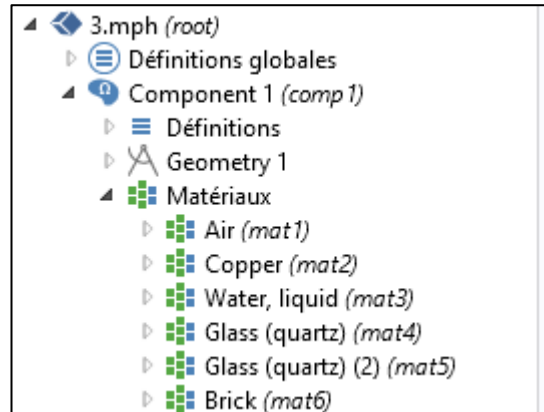 3.mph (root)
Définitions globales
Component 1 (comp1)
Définitions
Geometry 1
Matériaux
Air (mat1)
Copper (mat2)
Water, liquid (mat3)
Glass (quartz) (mat4)
Glass (quartz) (2) (mat5)
Brick (mat6)